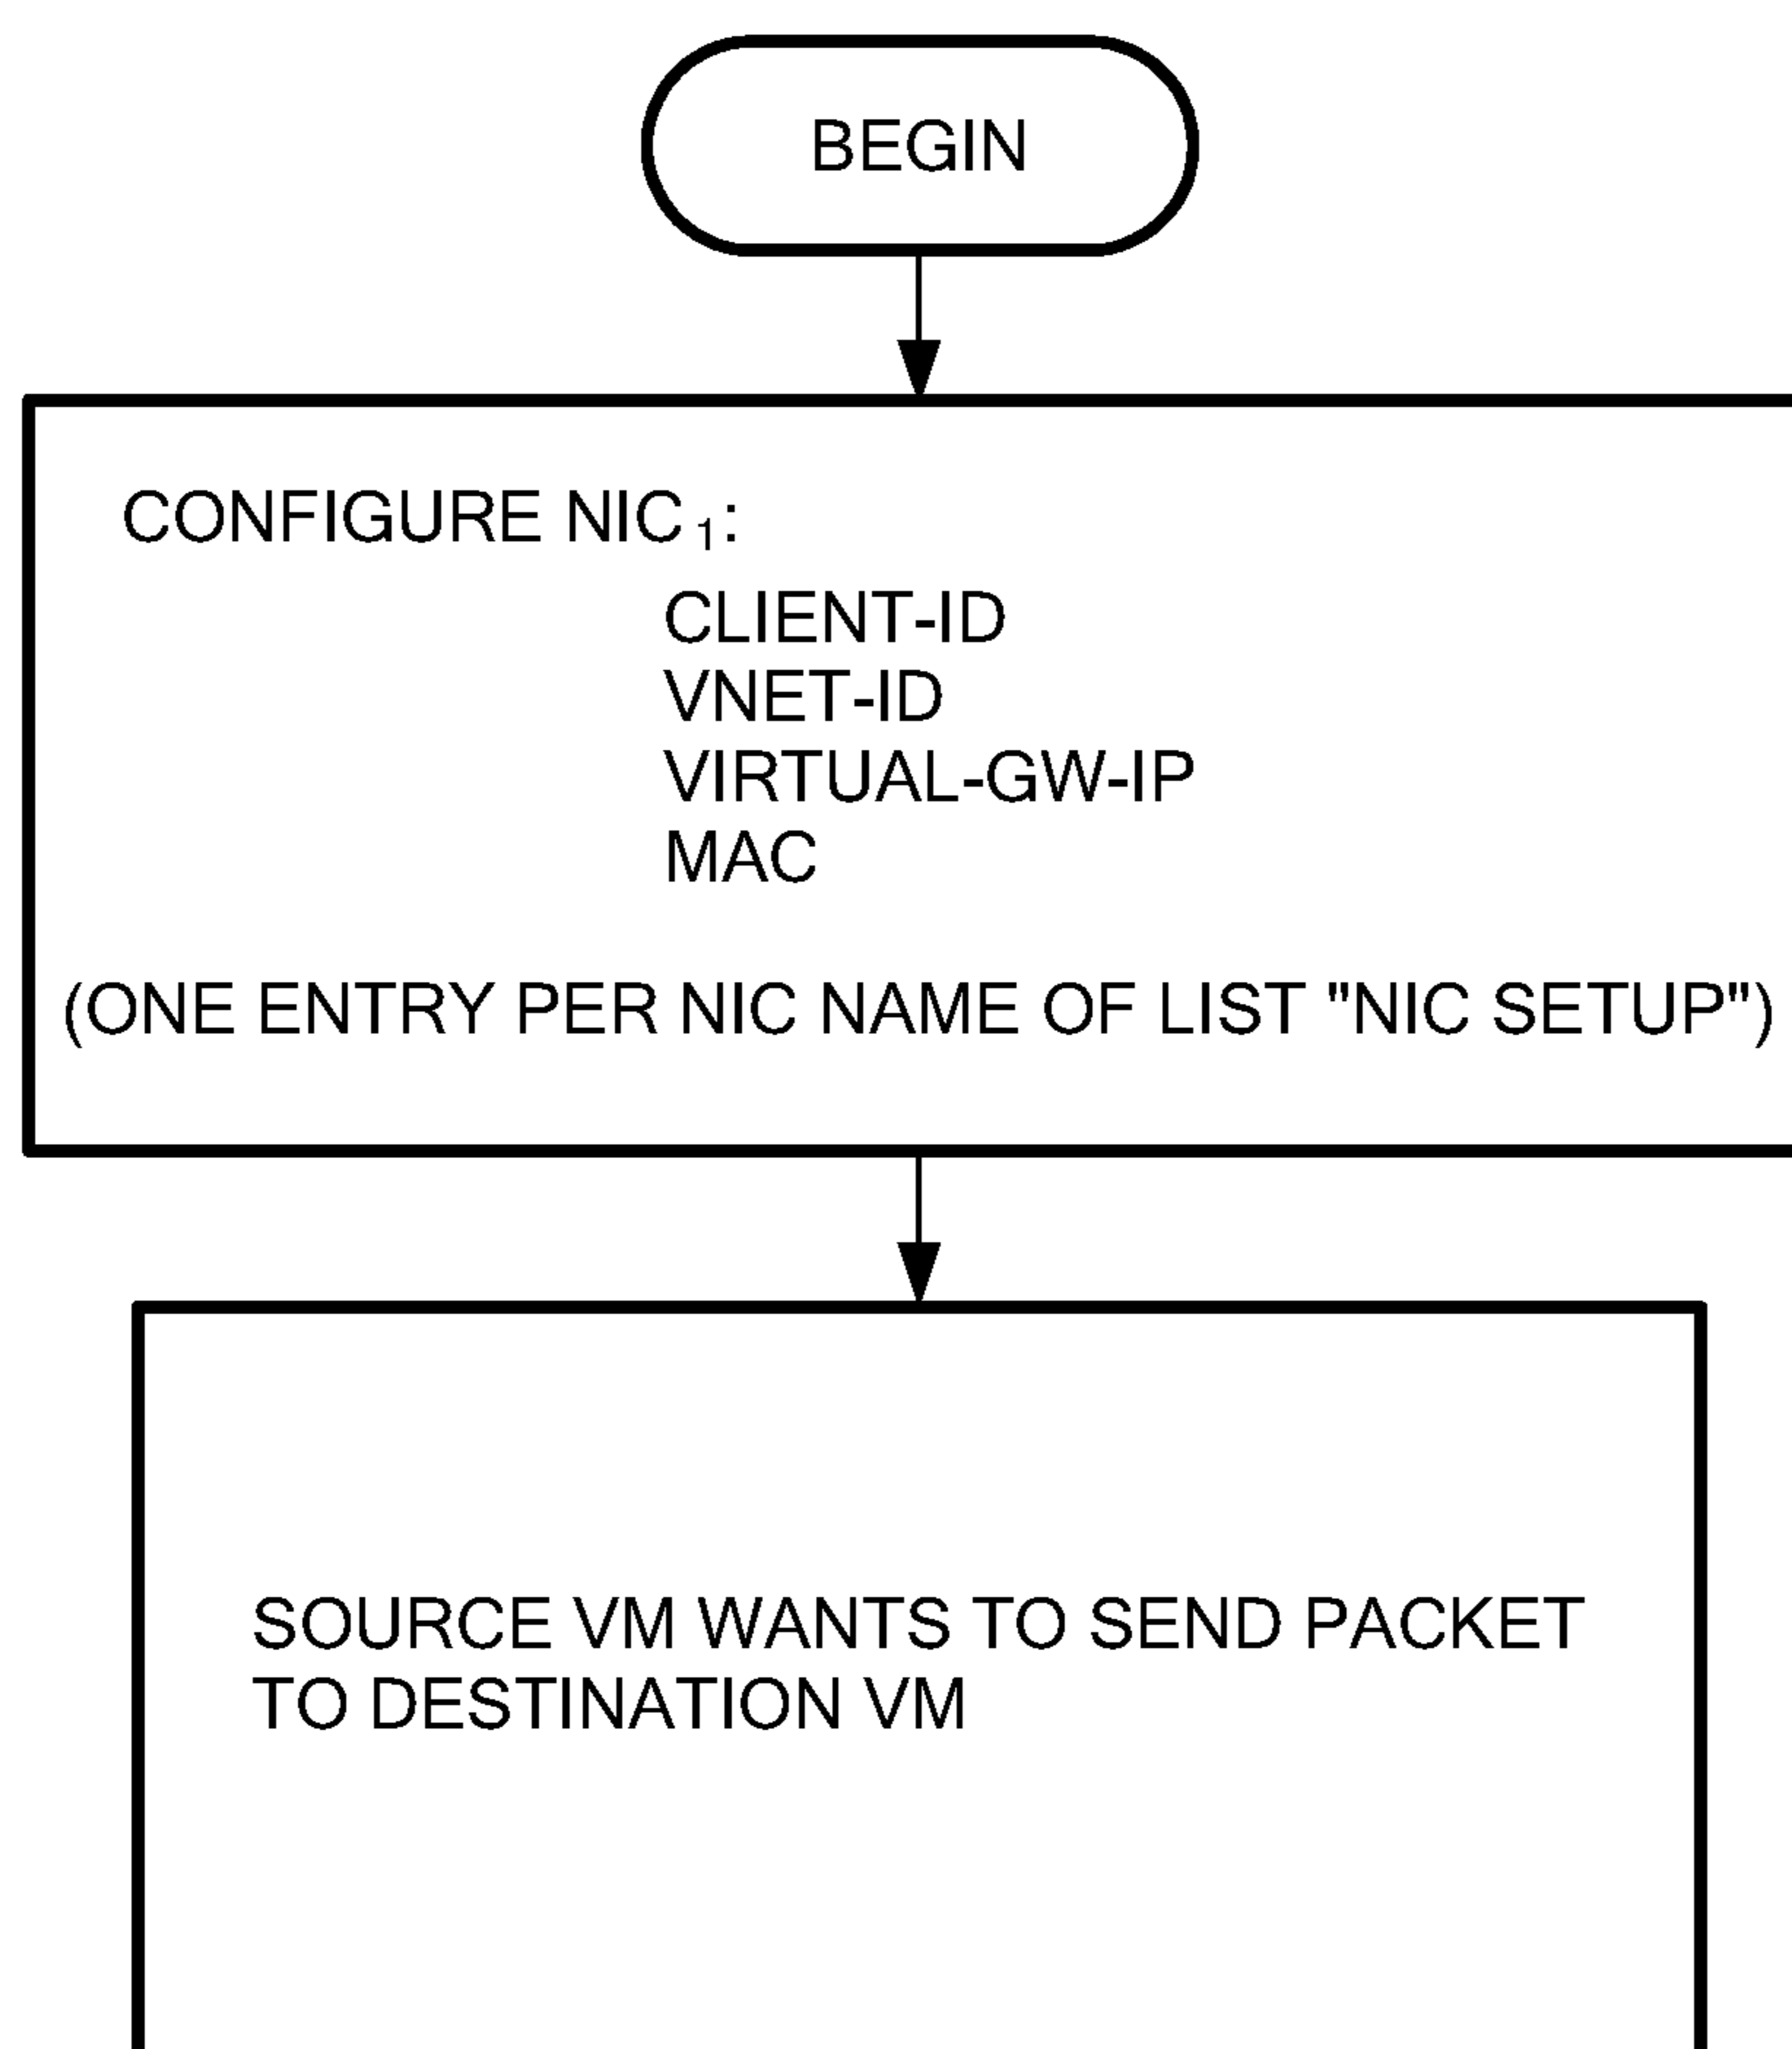 BEGIN
CONFIGURE NIC₁:
CLIENT-ID
VNET-ID
VIRTUAL-GW-IP
MAC
(ONE ENTRY PER NIC NAME OF LIST "NIC SETUP")
SOURCE VM WANTS TO SEND PACKET
TO DESTINATION VM